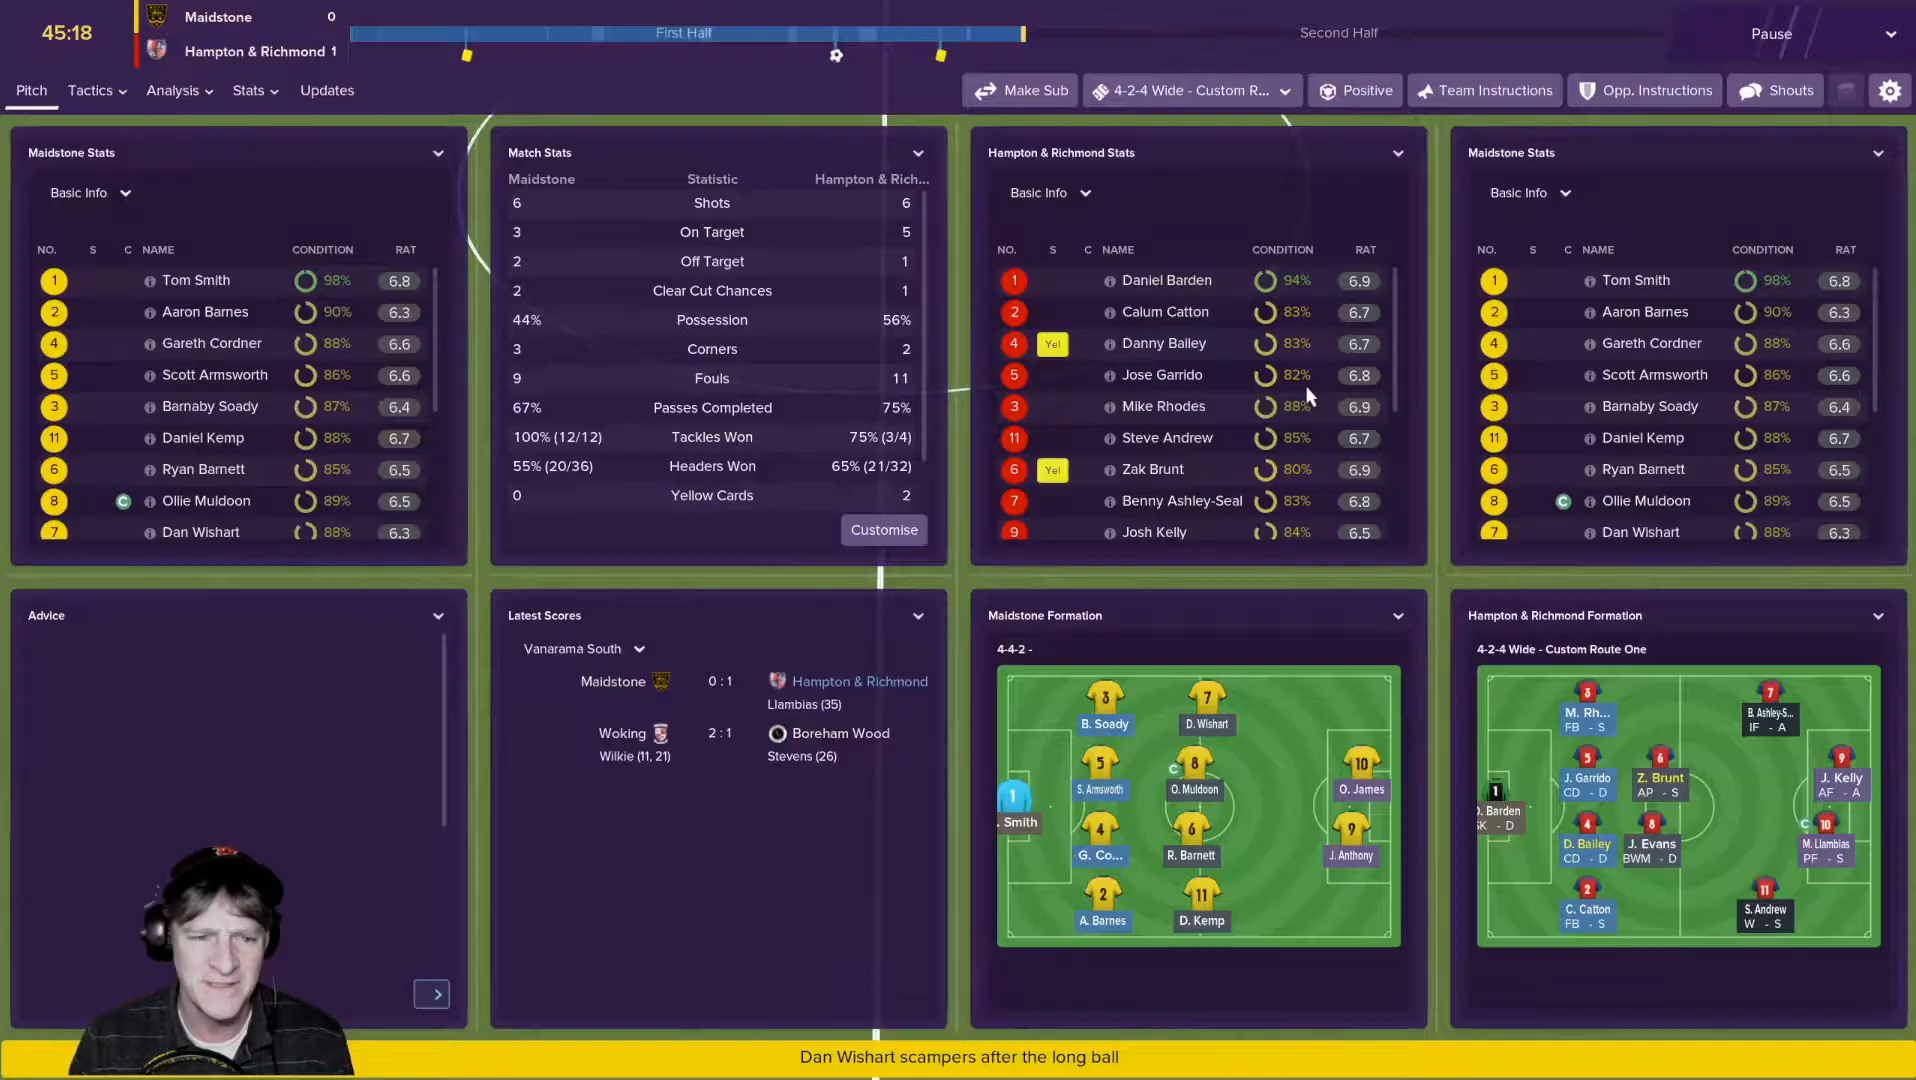 45:18
Maidstone 0
Hampton & Richmond 1
First Half
Second Half
Pause
Pitch
Tactics
Analysis
Stats
Updates
Make Sub
4-2-4 Wide - Custom R...
Positive
Team Instructions
Opp. Instructions
Shouts
Maidstone Stats
Basic Info
NO. S C NAME CONDITION RAT
1 Tom Smith 98% 6.8
2 Aaron Barnes 90% 6.3
4 Gareth Cordner 88% 6.6
5 Scott Armsworth 86% 6.6
3 Barnaby Soady 87% 6.4
11 Daniel Kemp 88% 6.7
6 Ryan Barnett 85% 6.5
8 C Ollie Muldoon 89% 6.5
7 Dan Wishart 88% 6.3
Match Stats
Maidstone Statistic Hampton & Rich...
6 Shots 6
3 On Target 5
2 Off Target 1
2 Clear Cut Chances 1
44% Possession 56%
3 Corners 2
9 Fouls 11
67% Passes Completed 75%
100% (12/12) Tackles Won 75% (3/4)
55% (20/36) Headers Won 65% (21/32)
0 Yellow Cards 2
Customise
Hampton & Richmond Stats
Basic Info
NO. S C NAME CONDITION RAT
1 Daniel Barden 94% 6.9
2 Calum Catton 83% 6.7
4 Yel Danny Bailey 83% 6.7
5 Jose Garrido 82% 6.8
3 Mike Rhodes 88% 6.9
11 Steve Andrew 85% 6.7
6 Yel Zak Brunt 80% 6.9
7 Benny Ashley-Seal 83% 6.8
9 Josh Kelly 84% 6.5
Maidstone Stats
Basic Info
NO. S C NAME CONDITION RAT
1 Tom Smith 98% 6.8
2 Aaron Barnes 90% 6.3
4 Gareth Cordner 88% 6.6
5 Scott Armsworth 86% 6.6
3 Barnaby Soady 87% 6.4
11 Daniel Kemp 88% 6.7
6 Ryan Barnett 85% 6.5
8 C Ollie Muldoon 89% 6.5
7 Dan Wishart 88% 6.3
Advice
Latest Scores
Vanarama South
Maidstone 0 : 1 Hampton & Richmond
Llambias (35)
Woking 2 : 1 Boreham Wood
Wilkie (11, 21) Stevens (26)
Maidstone Formation
4-4-2 -
3
B. Soady
7
D. Wishart
5
S. Armsworth
C 8
O. Muldoon
10
O. James
1
. Smith
4
G. Co...
6
R. Barnett
9
J. Anthony
2
A. Barnes
11
D. Kemp
Hampton & Richmond Formation
4-2-4 Wide - Custom Route One
3
M. Rh...
FB - S
7
B. Ashley-S...
IF - A
5
J. Garrido
CD - D
6
Z. Brunt
AP - S
9
J. Kelly
AF - A
1
. Barden
SK - D
4
D. Bailey
CD - D
8
J. Evans
BWM - D
C 10
M. Llambias
PF - S
2
C. Catton
FB - S
11
S. Andrew
W - S
Dan Wishart scampers after the long ball